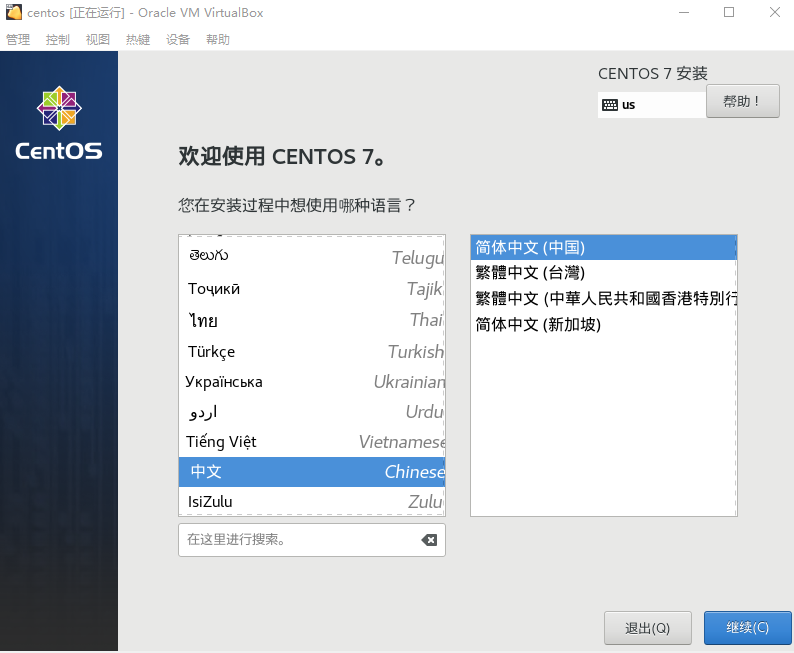 centos [正在运行] - Oracle VM VirtualBox
管理 控制 视图 热键 设备 帮助
CentOS
CENTOS 7 安装
us
帮助！
欢迎使用 CENTOS 7。
您在安装过程中想使用哪种语言？
తెలుగు Telugu
Тоҷикӣ Tajik
ไทย Thai
Türkçe Turkish
Українська Ukrainian
اردو Urdu
Tiếng Việt Vietnamese
中文 Chinese
IsiZulu Zulu
简体中文 (中国)
繁體中文 (台灣)
繁體中文 (中華人民共和國香港特別行
简体中文 (新加坡)
在这里进行搜索。
退出(Q)
继续(C)